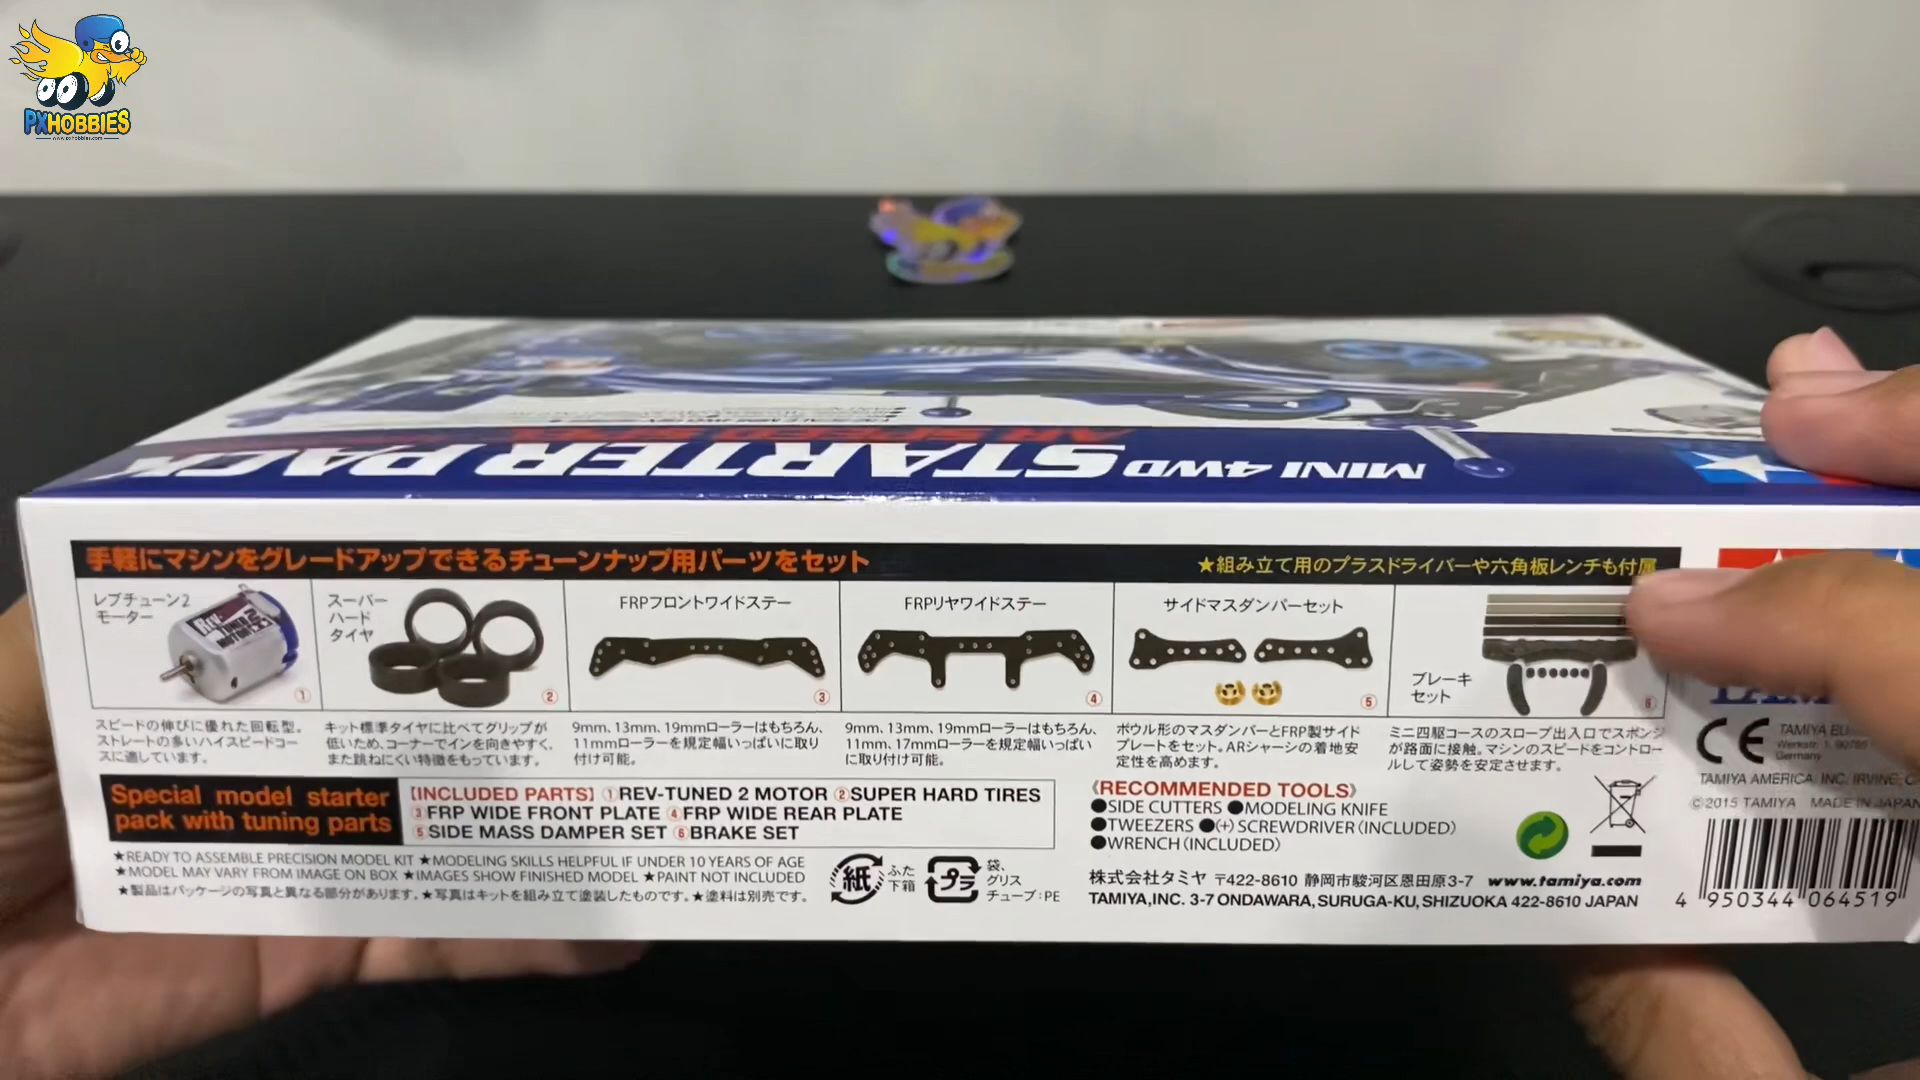 PXHOBBIES
www.pxhobbies.com
MINI 4WD STARTER PACK
手軽にマシンをグレードアップできるチューンナップ用パーツをセット
★組み立て用のプラスドライバーや六角板レンチも付属
レブチューン2
モーター
①
スーパー
ハード
タイヤ
②
FRPフロントワイドステー
③
FRPリヤワイドステー
④
サイドマスダンパーセット
⑤
ブレーキ
セット
⑥
スピードの伸びに優れた回転型。
ストレートの多いハイスピードコー
スに適しています。
キット標準タイヤに比べてグリップが
低いため、コーナーでインを向きやすく、
また跳ねにくい特徴をもっています。
9mm、13mm、19mmローラーはもちろん、
11mmローラーを規定幅いっぱいに取り
付け可能。
9mm、13mm、19mmローラーはもちろん、
11mm、17mmローラーを規定幅いっぱい
に取り付け可能。
ボウル形のマスダンパーとFRP製サイド
プレートをセット。ARシャーシの着地安
定性を高めます。
ミニ四駆コースのスロープ出入口でスポンジ
が路面に接触。マシンのスピードをコントロー
ルして姿勢を安定させます。
Special model starter
pack with tuning parts
【INCLUDED PARTS】 ①REV-TUNED 2 MOTOR ②SUPER HARD TIRES
③FRP WIDE FRONT PLATE ④FRP WIDE REAR PLATE
⑤SIDE MASS DAMPER SET ⑥BRAKE SET
★READY TO ASSEMBLE PRECISION MODEL KIT ★MODELING SKILLS HELPFUL IF UNDER 10 YEARS OF AGE
★MODEL MAY VARY FROM IMAGE ON BOX ★IMAGES SHOW FINISHED MODEL ★PAINT NOT INCLUDED
★製品はパッケージの写真と異なる部分があります。★写真はキットを組み立て塗装したものです。★塗料は別売です。
紙
ふた
下箱
プラ
袋、
グリス
チューブ：PE
《RECOMMENDED TOOLS》
●SIDE CUTTERS ●MODELING KNIFE
●TWEEZERS ●(+) SCREWDRIVER (INCLUDED)
●WRENCH (INCLUDED)
株式会社タミヤ 〒422-8610 静岡市駿河区恩田原3-7 www.tamiya.com
TAMIYA, INC. 3-7 ONDAWARA, SURUGA-KU, SHIZUOKA 422-8610 JAPAN
CE
Germany
TAMIYA AMERICA, INC. IRVINE,
©2015 TAMIYA MADE IN JAPAN
4 950344 064519